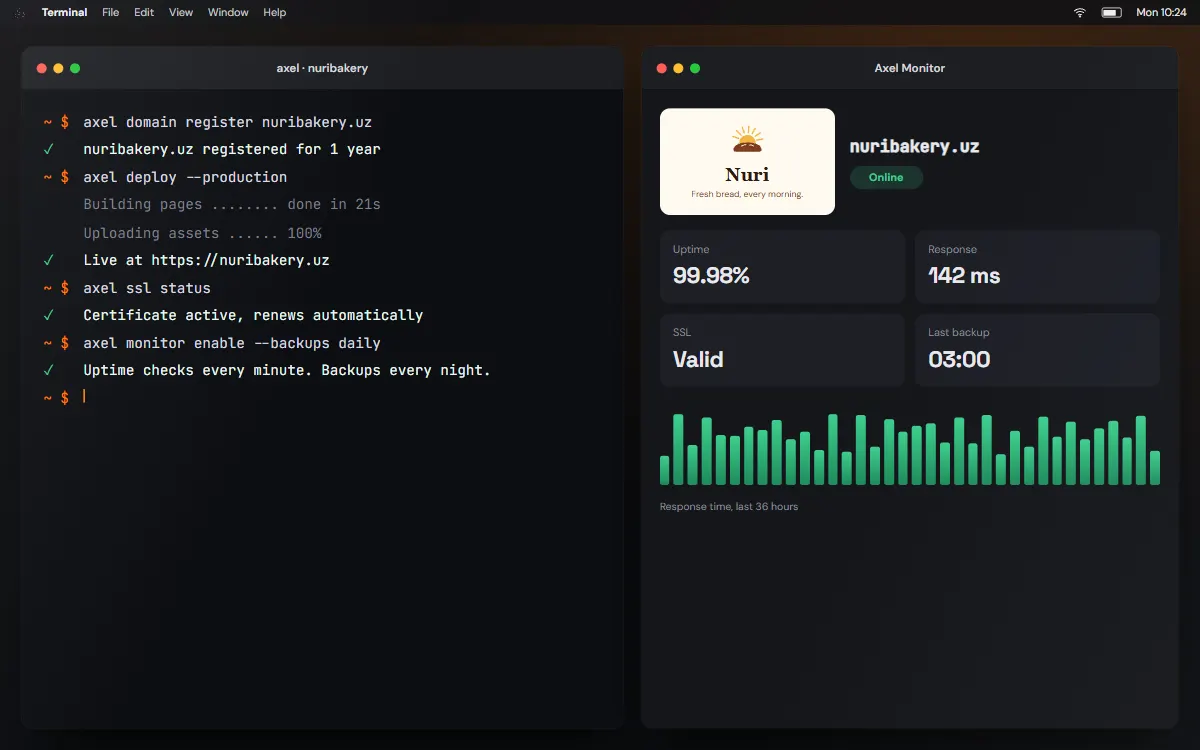 Terminal File Edit View Window Help
Mon 10:24
axel · nuribakery
~ $ axel domain register nuribakery.uz
✓ nuribakery.uz registered for 1 year
~ $ axel deploy --production
Building pages ........ done in 21s
Uploading assets ...... 100%
✓ Live at https://nuribakery.uz
~ $ axel ssl status
✓ Certificate active, renews automatically
~ $ axel monitor enable --backups daily
✓ Uptime checks every minute. Backups every night.
~ $
Axel Monitor
Nuri
Fresh bread, every morning.
nuribakery.uz
Online
Uptime
99.98%
Response
142 ms
SSL
Valid
Last backup
03:00
Response time, last 36 hours